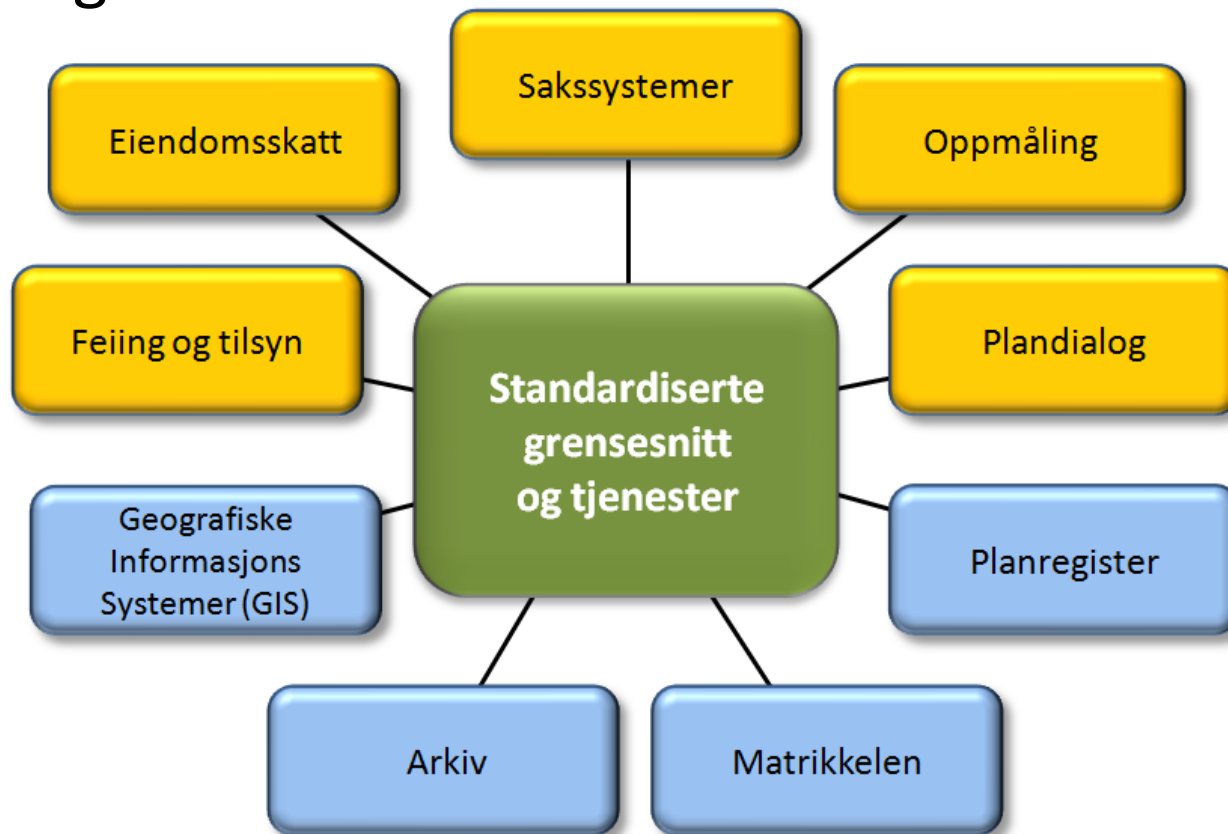 Sakssystemer
Eiendomsskatt
Oppmåling
Feiing og tilsyn
Plandialog
Standardiserte
grensesnitt
og tjenester
Geografiske
Informasjons
Systemer (GIS)
Planregister
Arkiv
Matrikkelen